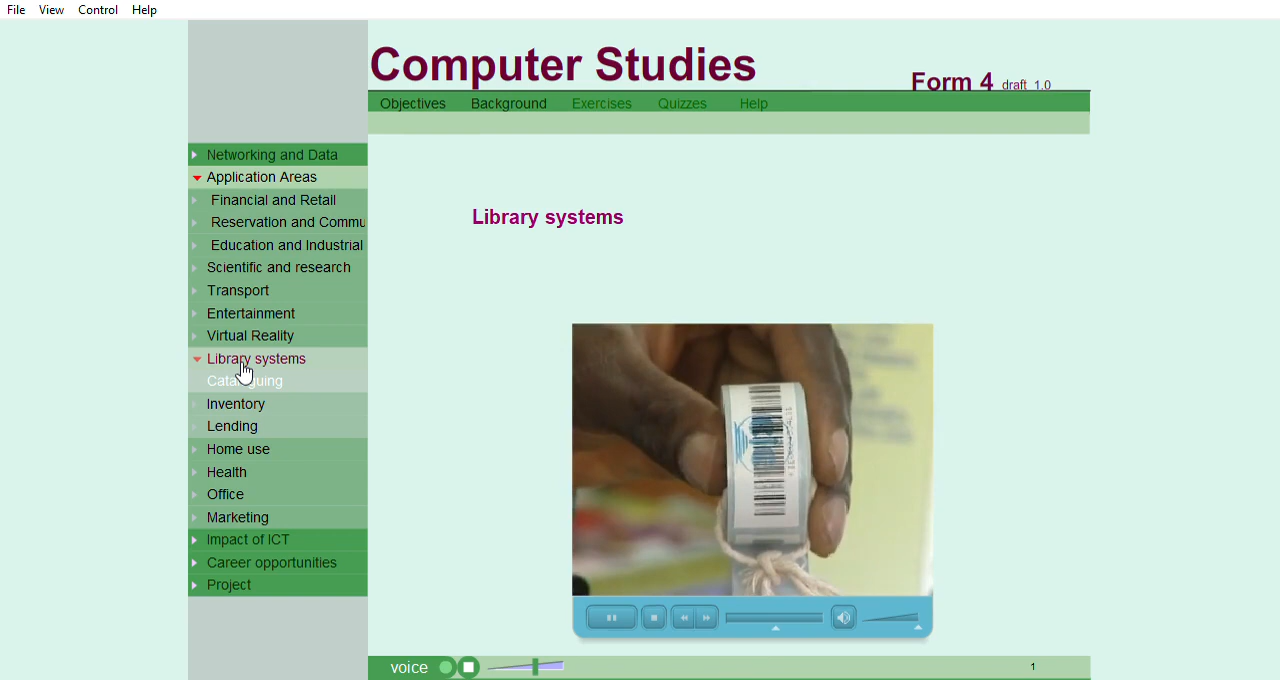 File View Control Help
Computer Studies
Form 4 draft 1.0
Objectives Background Exercises Quizzes Help
Networking and Data
Application Areas
Financial and Retail
Reservation and Commu
Education and Industrial
Scientific and research
Transport
Entertainment
Virtual Reality
Library systems
Inventory
Lending
Home use
Health
Office
Marketing
Impact of ICT
Career opportunities
Project
Library systems
voice
1